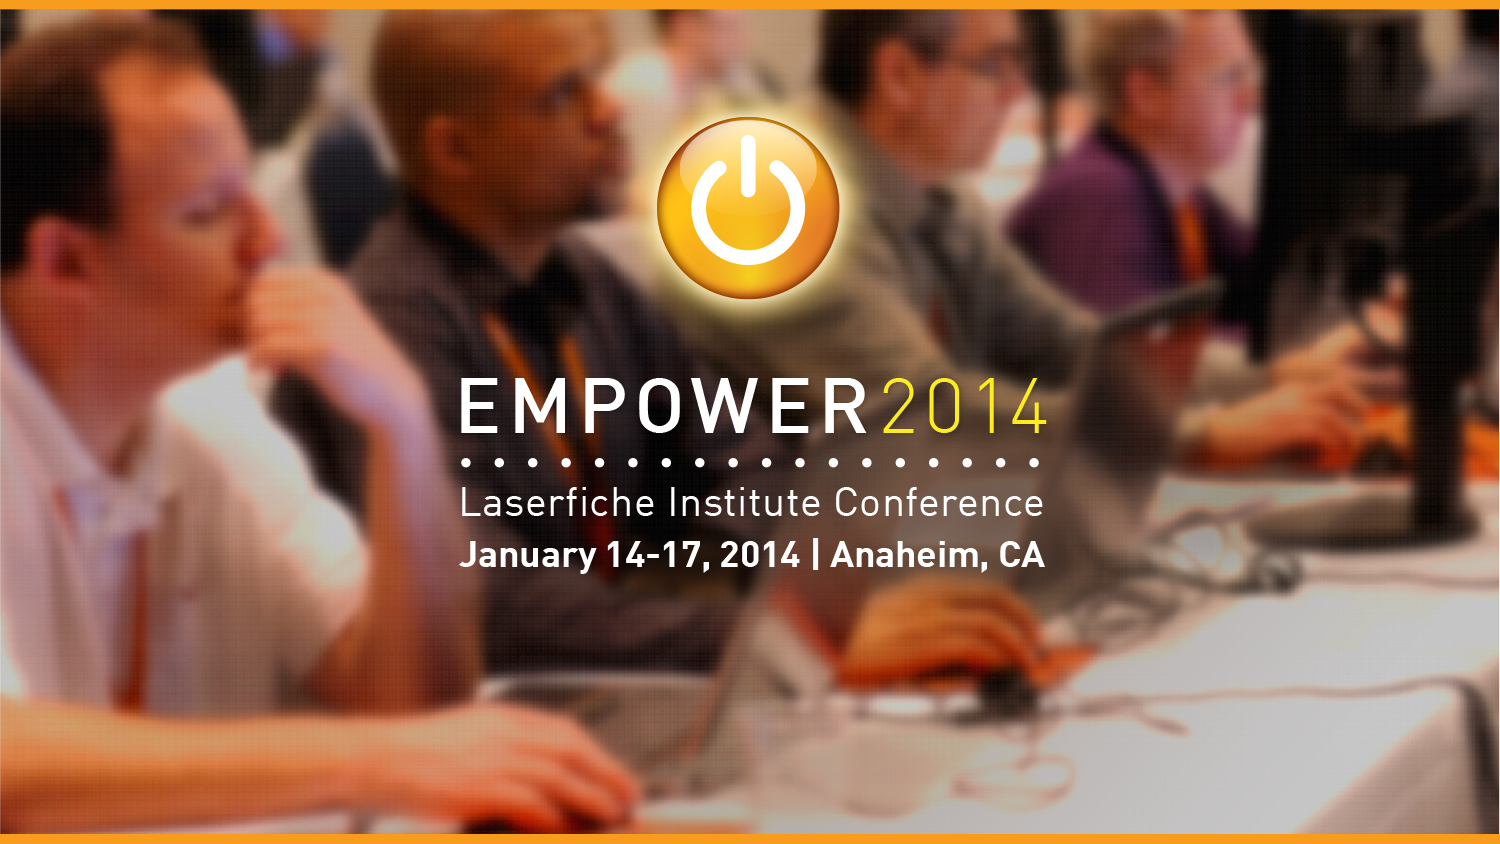 EMPOWER2014
Laserfiche Institute Conference
January 14-17, 2014 | Anaheim, CA